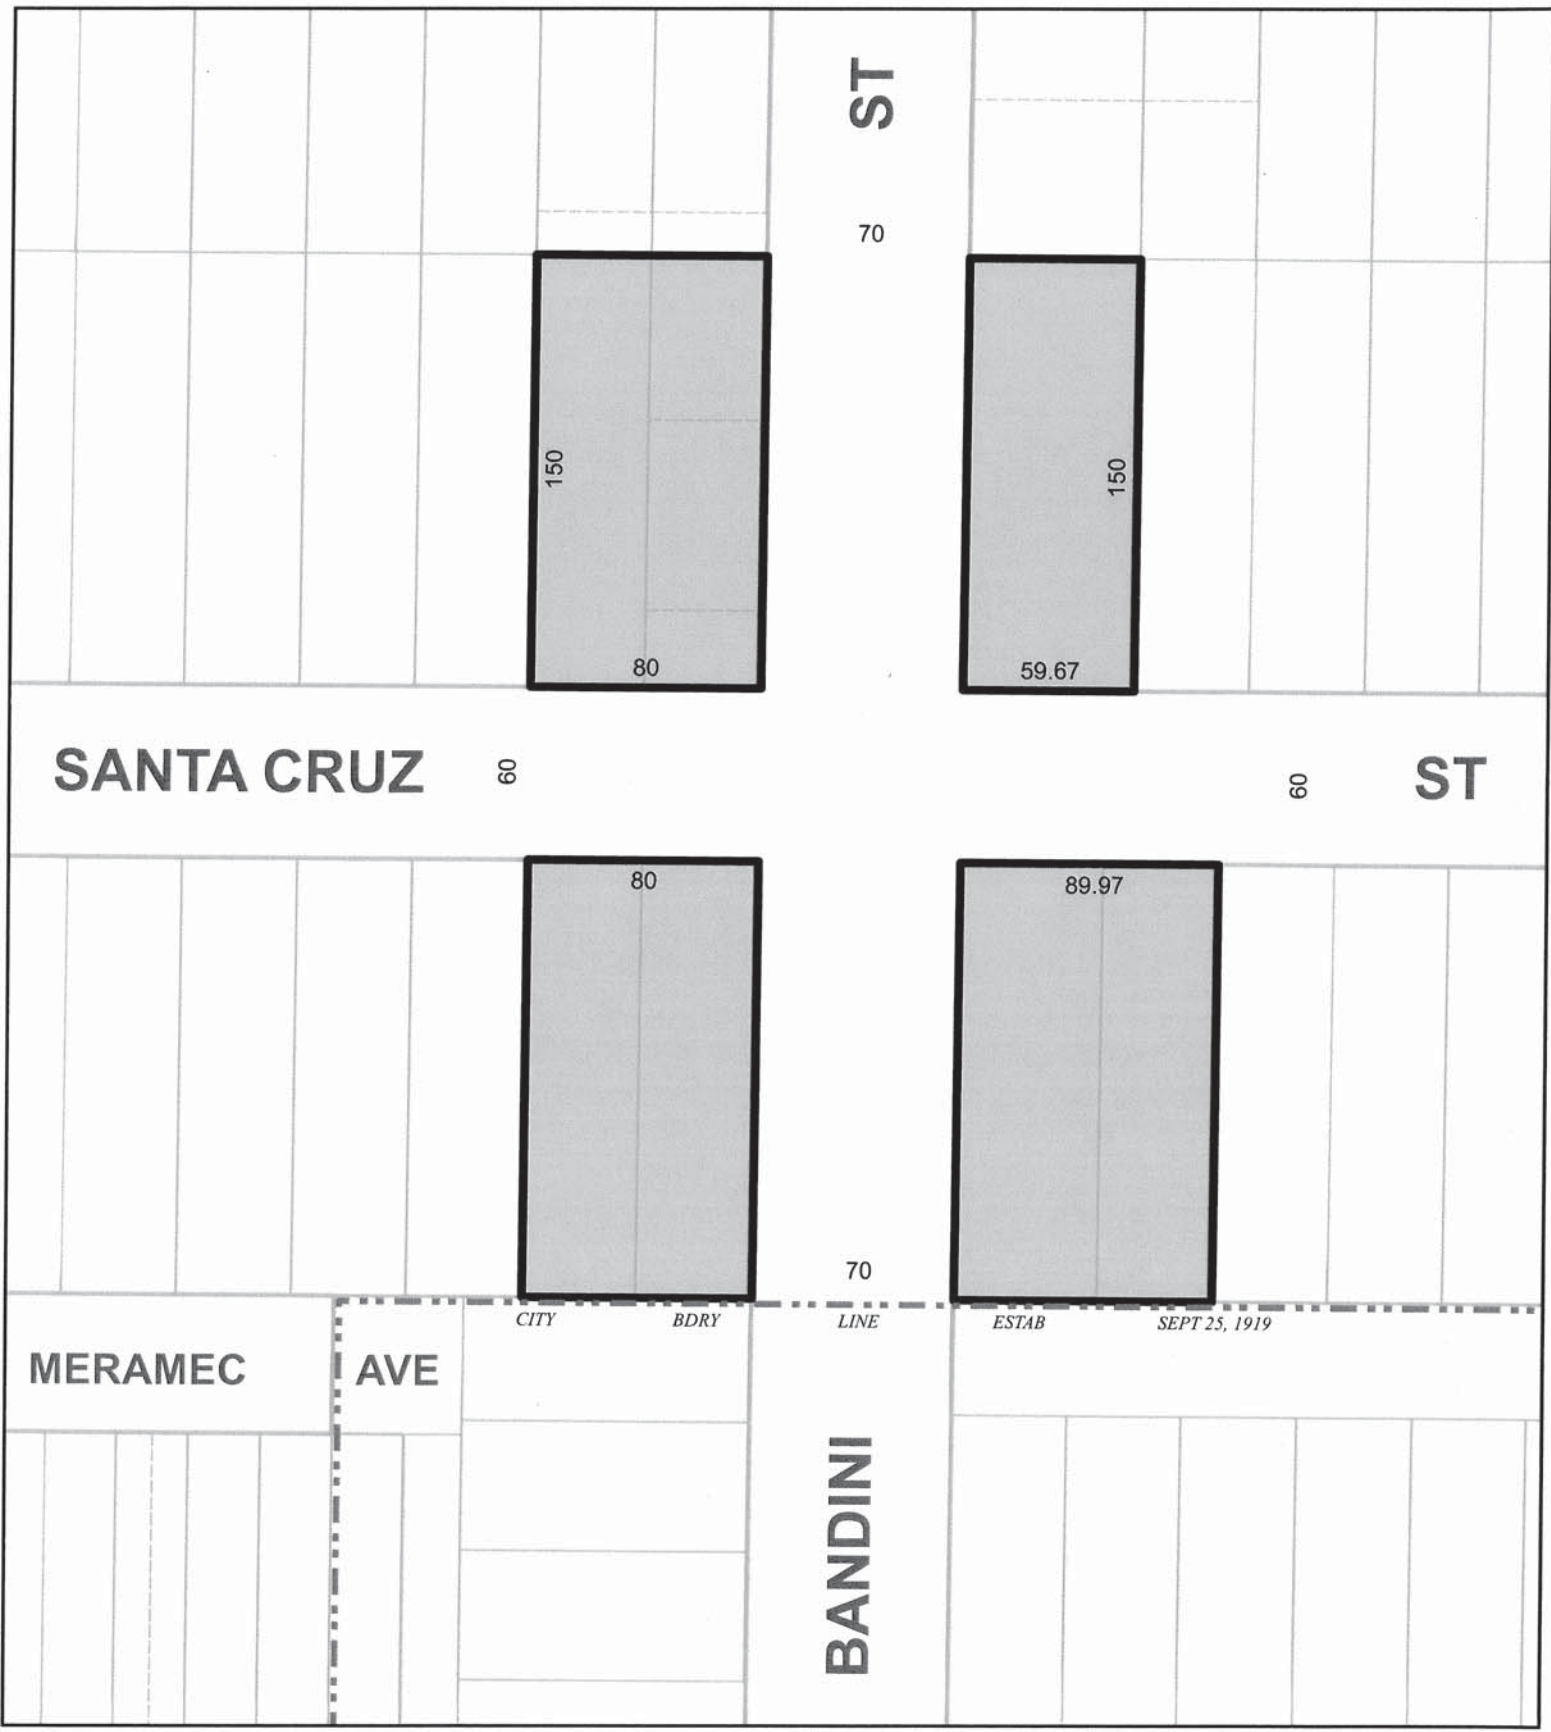 ST
70
150
150
80
59.67
SANTA CRUZ 60 60 ST
80
89.97
70
CITY BDRY LINE ESTAB SEPT 25, 1919
MERAMEC AVE
BANDINI